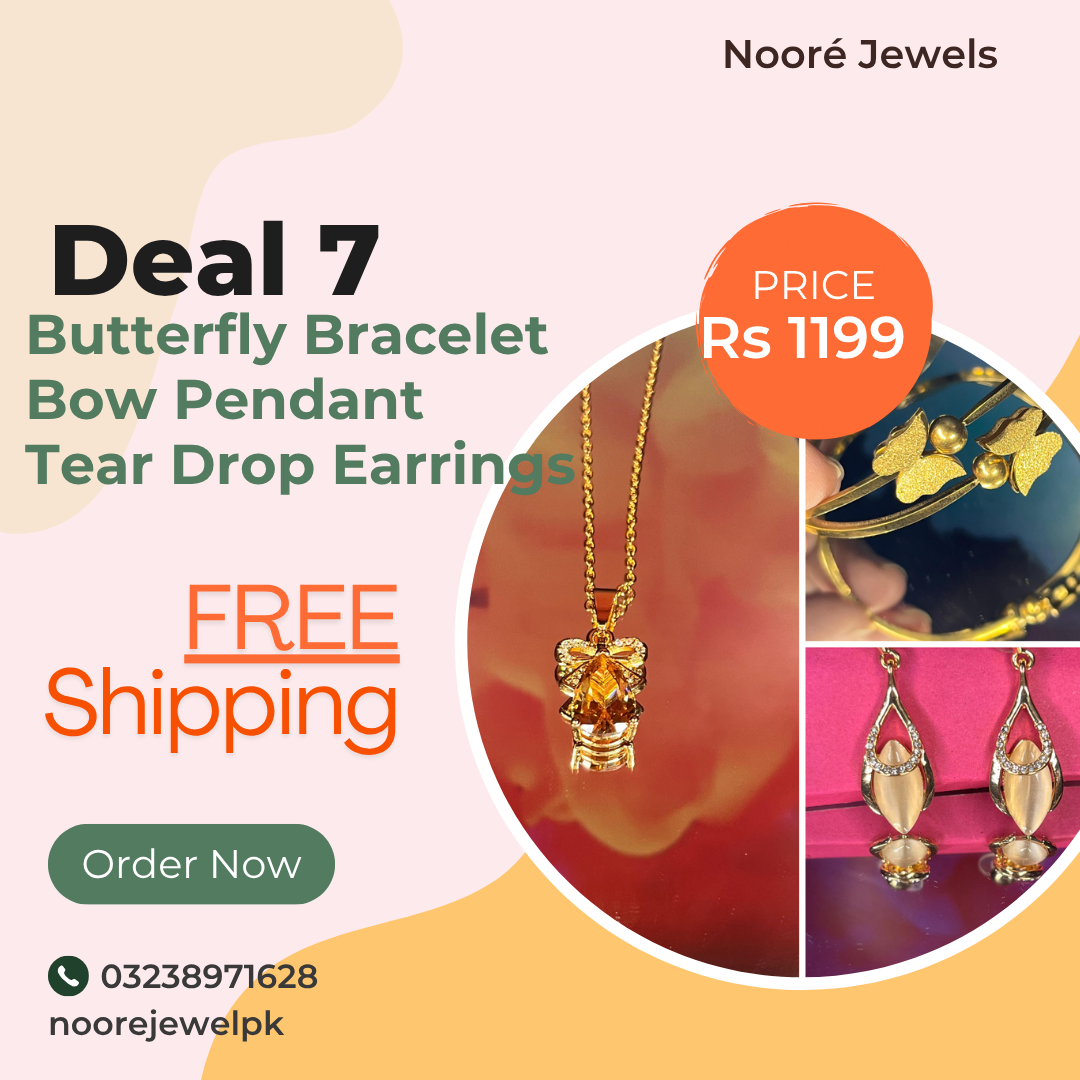 Nooré Jewels
Deal 7
Butterfly Bracelet
Bow Pendant
Tear Drop Earrings
PRICE
Rs 1199
FREE
Shipping
Order Now
03238971628
noorejewelpk